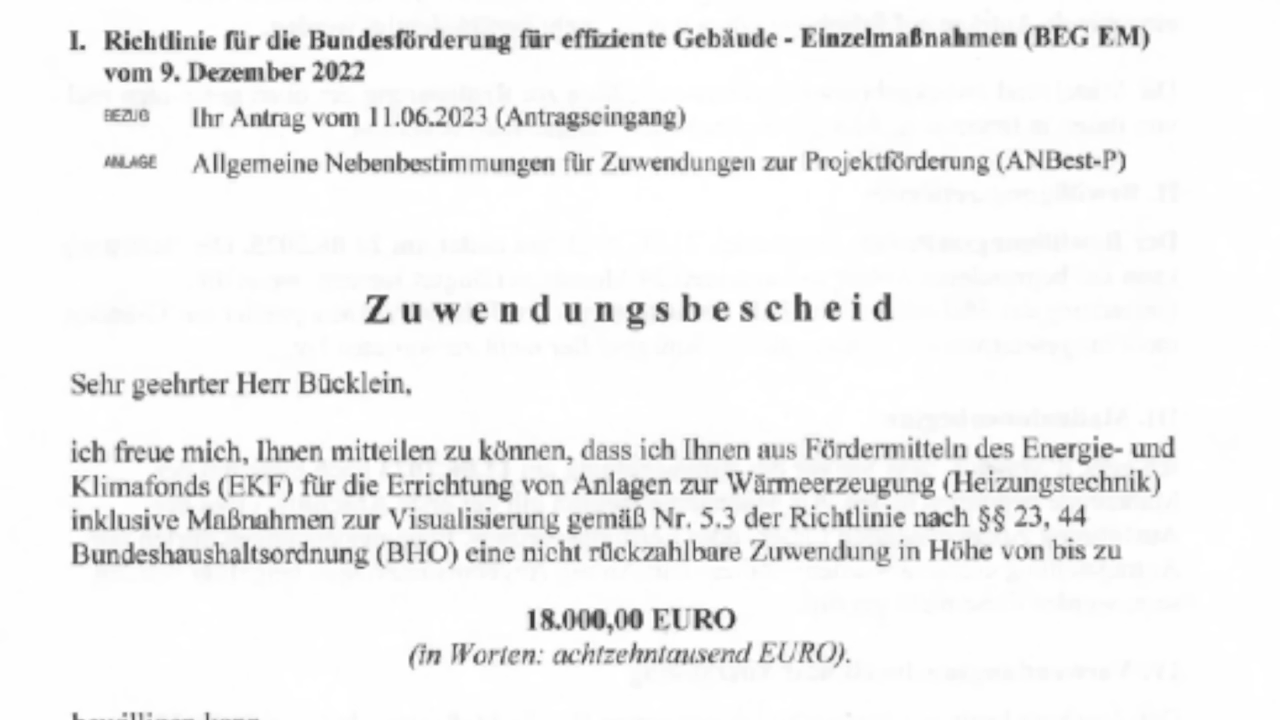 I. Richtlinie für die Bundesförderung für effiziente Gebäude - Einzelmaßnahmen (BEG EM)
vom 9. Dezember 2022
BEZUG Ihr Antrag vom 11.06.2023 (Antragseingang)
ANLAGE Allgemeine Nebenbestimmungen für Zuwendungen zur Projektförderung (ANBest-P)
Zuwendungsbescheid
Sehr geehrter Herr Bücklein,
ich freue mich, Ihnen mitteilen zu können, dass ich Ihnen aus Fördermitteln des Energie- und
Klimafonds (EKF) für die Errichtung von Anlagen zur Wärmeerzeugung (Heizungstechnik)
inklusive Maßnahmen zur Visualisierung gemäß Nr. 5.3 der Richtlinie nach §§ 23, 44
Bundeshaushaltsordnung (BHO) eine nicht rückzahlbare Zuwendung in Höhe von bis zu
18.000,00 EURO
(in Worten: achtzehntausend EURO).